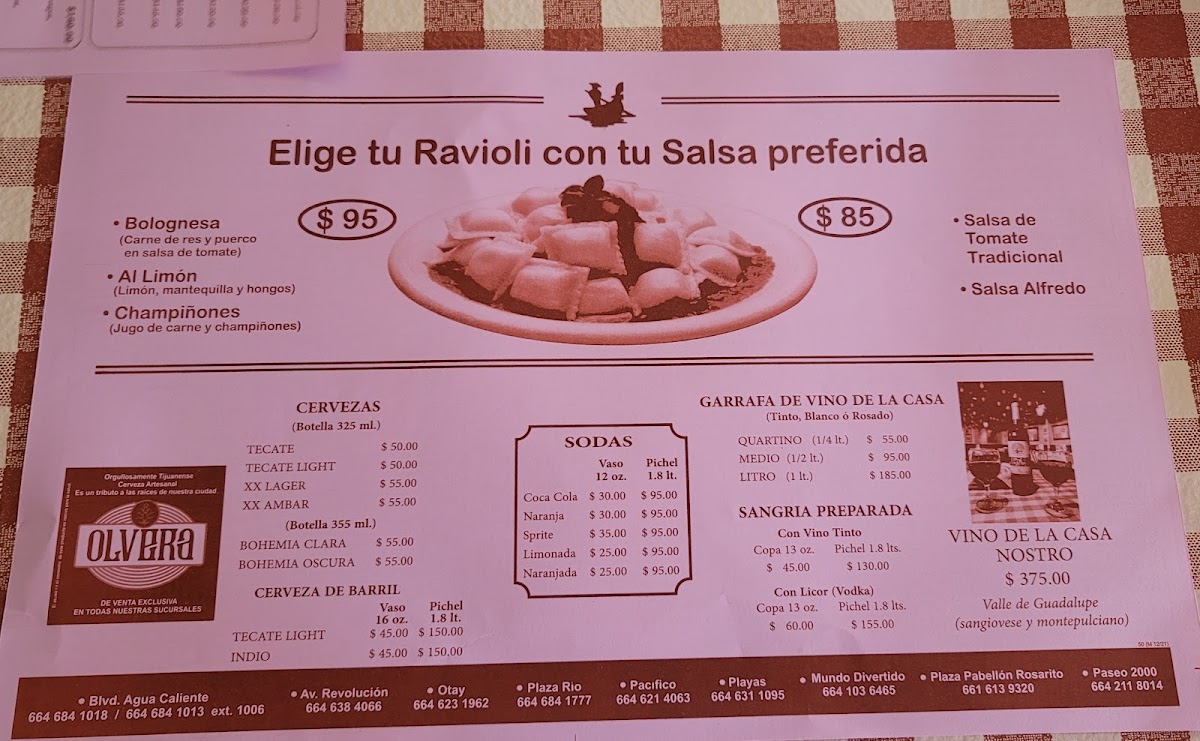 Elige tu Ravioli con tu Salsa preferida
• Bolognesa
(Carne de res y puerco
en salsa de tomate)
• Al Limón
(Limón, mantequilla y hongos)
• Champiñones
(Jugo de carne y champiñones)
$ 95
$ 85
• Salsa de
Tomate
Tradicional
• Salsa Alfredo
Orgullosamente Tijuanense
Cerveza Artesanal
Es un tributo a las raíces de nuestra ciudad
OLVERA
DE VENTA EXCLUSIVA
EN TODAS NUESTRAS SUCURSALES
CERVEZAS
(Botella 325 ml.)
TECATE $ 50.00
TECATE LIGHT $ 50.00
XX LAGER $ 55.00
XX AMBAR $ 55.00
(Botella 355 ml.)
BOHEMIA CLARA $ 55.00
BOHEMIA OSCURA $ 55.00
CERVEZA DE BARRIL
Vaso Pichel
16 oz. 1.8 lt.
TECATE LIGHT $ 45.00 $ 150.00
INDIO $ 45.00 $ 150.00
SODAS
Vaso Pichel
12 oz. 1.8 lt.
Coca Cola $ 30.00 $ 95.00
Naranja $ 30.00 $ 95.00
Sprite $ 35.00 $ 95.00
Limonada $ 25.00 $ 95.00
Naranjada $ 25.00 $ 95.00
GARRAFA DE VINO DE LA CASA
(Tinto, Blanco ó Rosado)
QUARTINO (1/4 lt.) $ 55.00
MEDIO (1/2 lt.) $ 95.00
LITRO (1 lt.) $ 185.00
SANGRIA PREPARADA
Con Vino Tinto
Copa 13 oz. Pichel 1.8 lts.
$ 45.00 $ 130.00
Con Licor (Vodka)
Copa 13 oz. Pichel 1.8 lts.
$ 60.00 $ 155.00
VINO DE LA CASA
NOSTRO
$ 375.00
Valle de Guadalupe
(sangiovese y montepulciano)
50 (M 12/21)
• Blvd. Agua Caliente
664 684 1018 / 664 684 1013 ext. 1006
• Av. Revolución
664 638 4066
• Otay
664 623 1962
• Plaza Rio
664 684 1777
• Pacífico
664 621 4063
• Playas
664 631 1095
• Mundo Divertido
664 103 6465
• Plaza Pabellón Rosarito
661 613 9320
• Paseo 2000
664 211 8014